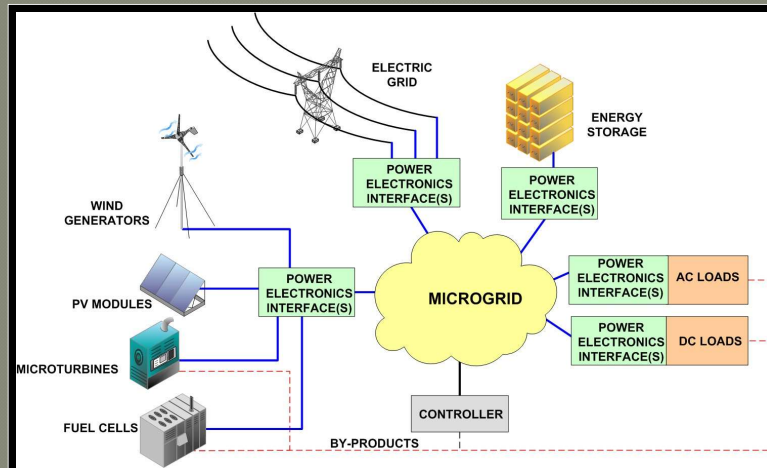 ELECTRIC
GRID
ENERGY
STORAGE
POWER
ELECTRONICS
INTERFACE(S)
POWER
ELECTRONICS
INTERFACE(S)
WIND
GENERATORS
POWER
ELECTRONICS
INTERFACE(S)
AC LOADS
POWER
ELECTRONICS
INTERFACE(S)
PV MODULES
MICROGRID
POWER
ELECTRONICS
INTERFACE(S)
DC LOADS
MICROTURBINES
CONTROLLER
FUEL CELLS
BY-PRODUCTS